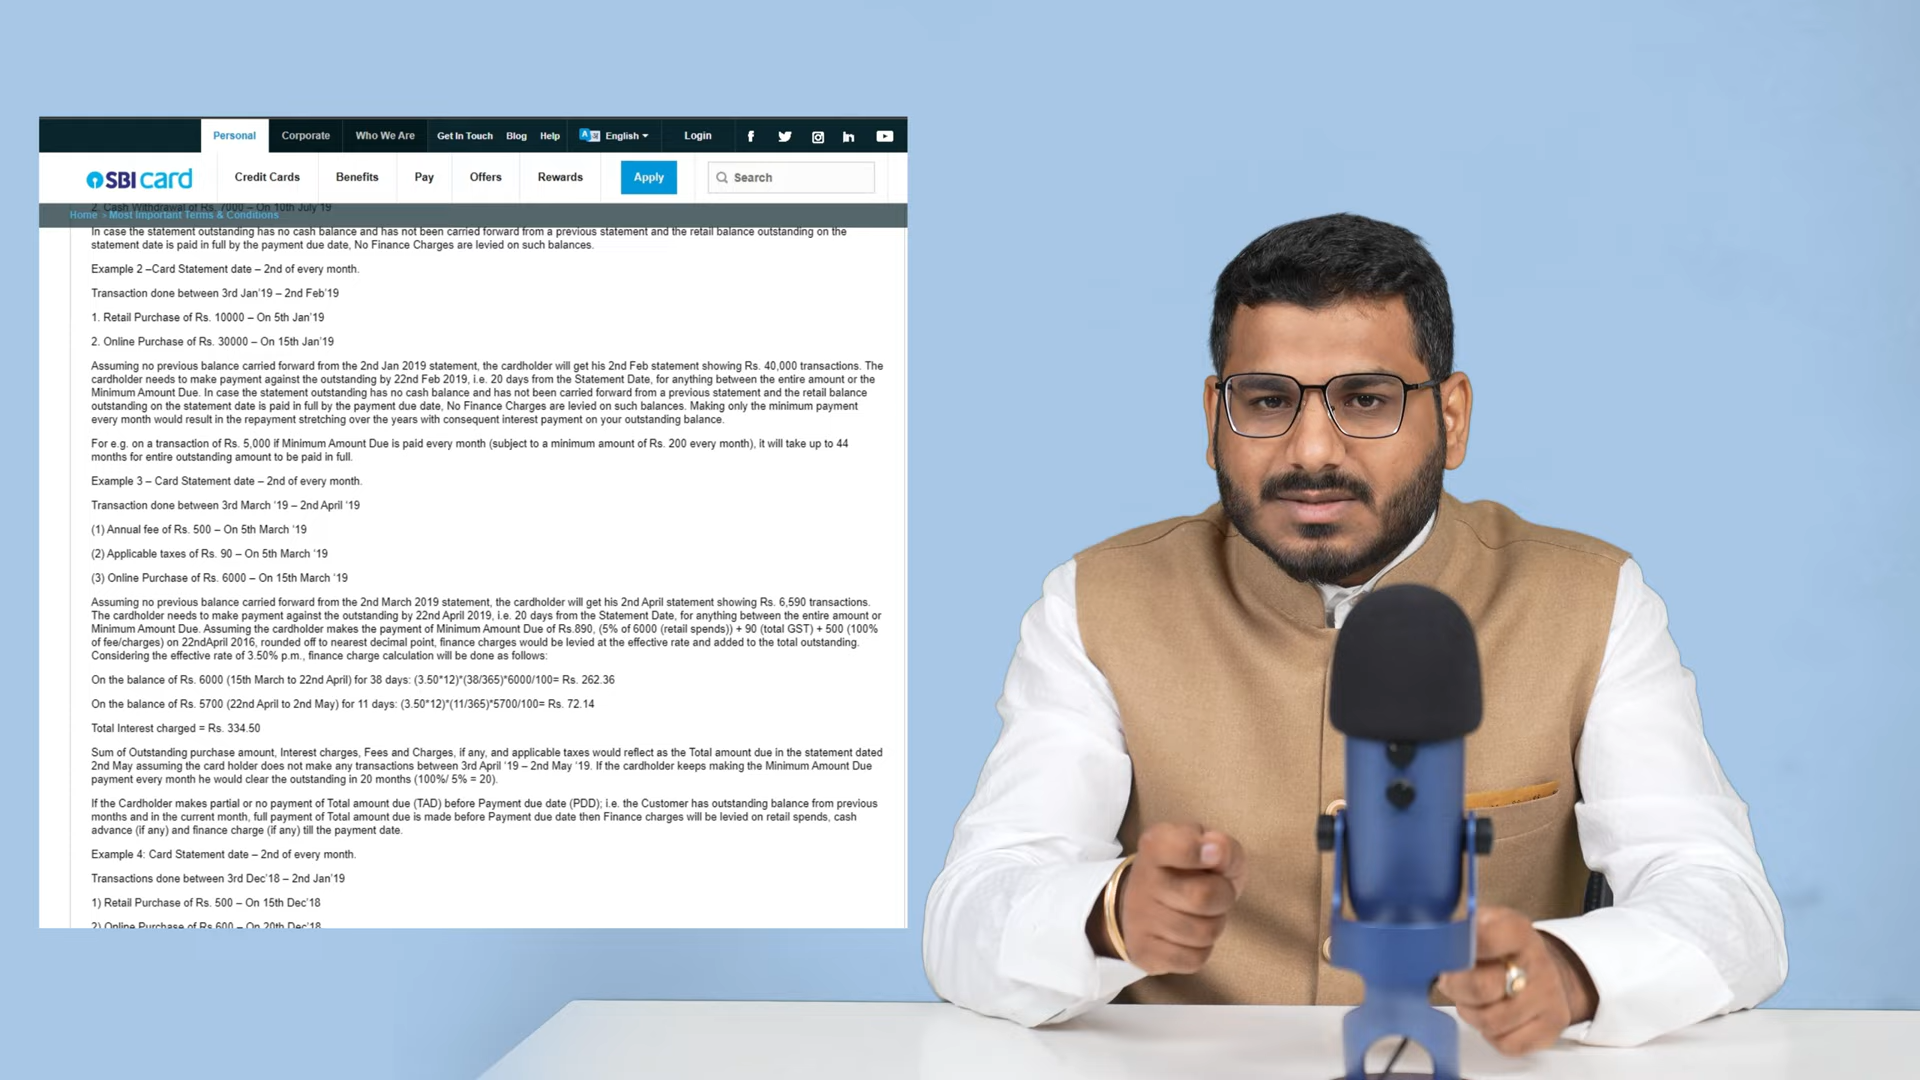 Personal Corporate Who We Are Get In Touch Blog Help English Login
SBI card Credit Cards Benefits Pay Offers Rewards Apply Search
2. Cash Withdrawal of Rs. 7000 – On 10th July '19
Home > Most Important Terms & Conditions
In case the statement outstanding has no cash balance and has not been carried forward from a previous statement and the retail balance outstanding on the
statement date is paid in full by the payment due date, No Finance Charges are levied on such balances.
Example 2 –Card Statement date – 2nd of every month.
Transaction done between 3rd Jan'19 – 2nd Feb'19
1. Retail Purchase of Rs. 10000 – On 5th Jan'19
2. Online Purchase of Rs. 30000 – On 15th Jan'19
Assuming no previous balance carried forward from the 2nd Jan 2019 statement, the cardholder will get his 2nd Feb statement showing Rs. 40,000 transactions. The
cardholder needs to make payment against the outstanding by 22nd Feb 2019, i.e. 20 days from the Statement Date, for anything between the entire amount or the
Minimum Amount Due. In case the statement outstanding has no cash balance and has not been carried forward from a previous statement and the retail balance
outstanding on the statement date is paid in full by the payment due date, No Finance Charges are levied on such balances. Making only the minimum payment
every month would result in the repayment stretching over the years with consequent interest payment on your outstanding balance.
For e.g. on a transaction of Rs. 5,000 if Minimum Amount Due is paid every month (subject to a minimum amount of Rs. 200 every month), it will take up to 44
months for entire outstanding amount to be paid in full.
Example 3 – Card Statement date – 2nd of every month.
Transaction done between 3rd March '19 – 2nd April '19
(1) Annual fee of Rs. 500 – On 5th March '19
(2) Applicable taxes of Rs. 90 – On 5th March '19
(3) Online Purchase of Rs. 6000 – On 15th March '19
Assuming no previous balance carried forward from the 2nd March 2019 statement, the cardholder will get his 2nd April statement showing Rs. 6,590 transactions.
The cardholder needs to make payment against the outstanding by 22nd April 2019, i.e. 20 days from the Statement Date, for anything between the entire amount or
Minimum Amount Due. Assuming the cardholder makes the payment of Minimum Amount Due of Rs.890, (5% of 6000 (retail spends)) + 90 (total GST) + 500 (100%
of fee/charges) on 22ndApril 2016, rounded off to nearest decimal point, finance charges would be levied at the effective rate and added to the total outstanding.
Considering the effective rate of 3.50% p.m., finance charge calculation will be done as follows:
On the balance of Rs. 6000 (15th March to 22nd April) for 38 days: (3.50*12)*(38/365)*6000/100= Rs. 262.36
On the balance of Rs. 5700 (22nd April to 2nd May) for 11 days: (3.50*12)*(11/365)*5700/100= Rs. 72.14
Total Interest charged = Rs. 334.50
Sum of Outstanding purchase amount, Interest charges, Fees and Charges, if any, and applicable taxes would reflect as the Total amount due in the statement dated
2nd May assuming the card holder does not make any transactions between 3rd April '19 – 2nd May '19. If the cardholder keeps making the Minimum Amount Due
payment every month he would clear the outstanding in 20 months (100%/ 5% = 20).
If the Cardholder makes partial or no payment of Total amount due (TAD) before Payment due date (PDD); i.e. the Customer has outstanding balance from previous
months and in the current month, full payment of Total amount due is made before Payment due date then Finance charges will be levied on retail spends, cash
advance (if any) and finance charge (if any) till the payment date.
Example 4: Card Statement date – 2nd of every month.
Transactions done between 3rd Dec'18 – 2nd Jan'19
1) Retail Purchase of Rs. 500 – On 15th Dec'18
2) Online Purchase of Rs 600 – On 20th Dec'18